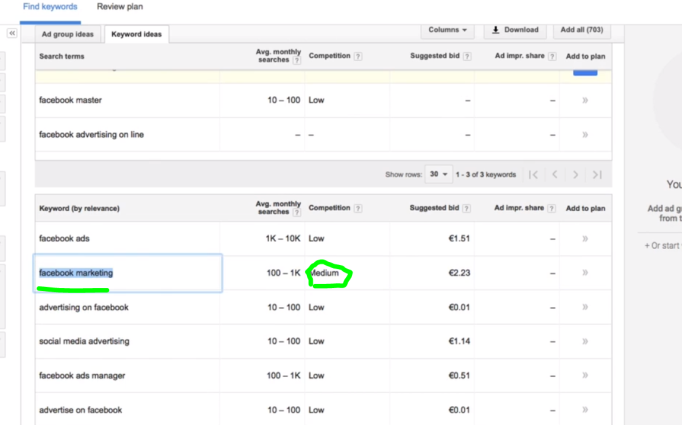 Find keywords Review plan
Ad group ideas Keyword ideas Columns Download Add all (703)
Search terms Avg. monthly searches ? Competition ? Suggested bid ? Ad impr. share ? Add to plan
facebook master 10 – 100 Low – – »
facebook advertising on line – – – – »
Show rows: 30 1 - 3 of 3 keywords
Keyword (by relevance) Avg. monthly searches ? Competition ? Suggested bid ? Ad impr. share ? Add to plan
facebook ads 1K – 10K Low €1.51 – »
facebook marketing 100 – 1K Medium €2.23 – »
advertising on facebook 10 – 100 Low €0.01 – »
social media advertising 10 – 100 Low €1.14 – »
facebook ads manager 100 – 1K Low €0.51 – »
advertise on facebook 10 – 100 Low €0.01 – »
You
Add ad g
from t
+ Or start